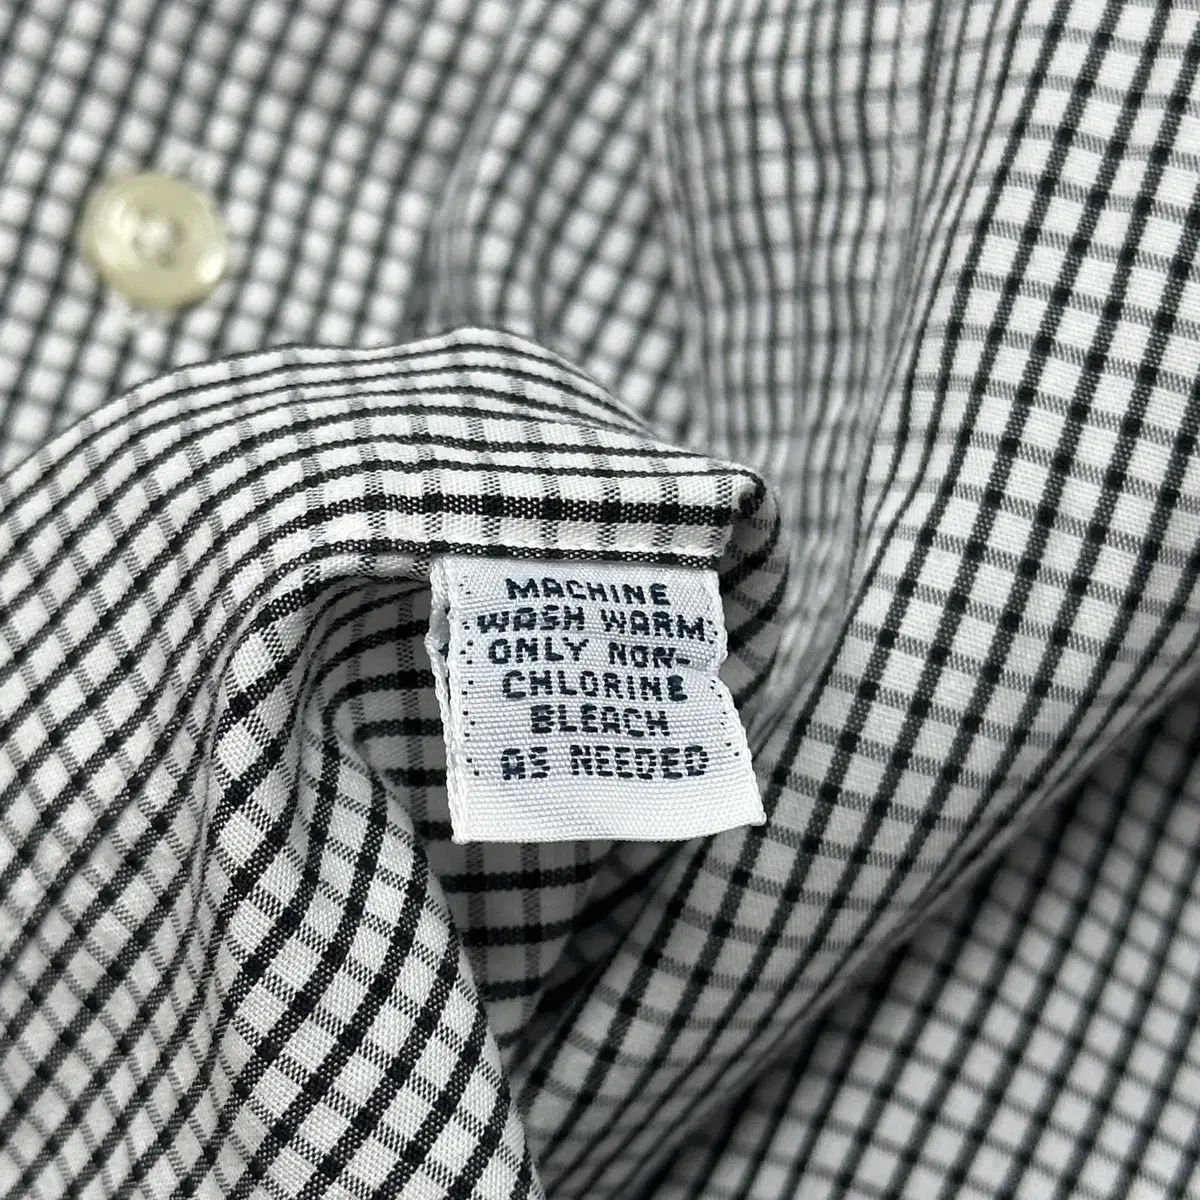 MACHINE
WASH WARM
ONLY NON-
CHLORINE
BLEACH
AS NEEDED